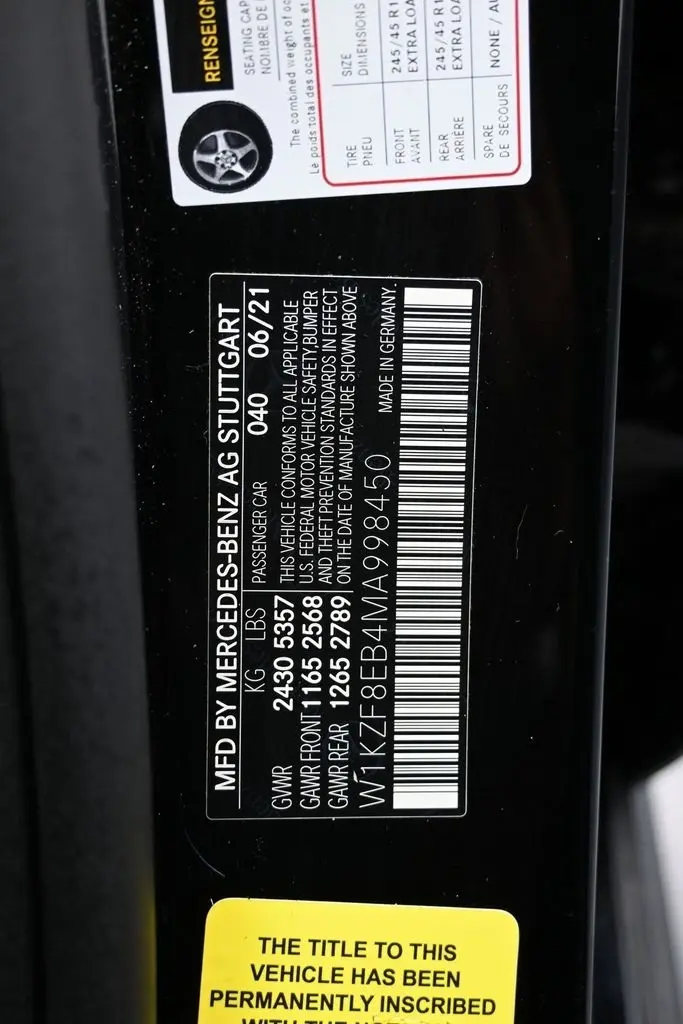 RENSEIGN
SEATING CAP
NOMBRE DE
The combined weight of oc
Le poids total des occupants et
TIRE SIZE
PNEU DIMENSIONS
FRONT 245/45 R1
AVANT EXTRA LOA
REAR 245/45 R1
ARRIÈRE EXTRA LOA
SPARE NONE / AU
DE SECOURS
MFD BY MERCEDES-BENZ AG STUTTGART
KG LBS PASSENGER CAR 040 06/21
GVWR 2430 5357 THIS VEHICLE CONFORMS TO ALL APPLICABLE
GAWR FRONT 1165 2568 U.S. FEDERAL MOTOR VEHICLE SAFETY,BUMPER
GAWR REAR 1265 2789 AND THEFT PREVENTION STANDARDS IN EFFECT
ON THE DATE OF MANUFACTURE SHOWN ABOVE
W1KZF8EB4MA998450 MADE IN GERMANY
THE TITLE TO THIS
VEHICLE HAS BEEN
PERMANENTLY INSCRIBED
WITH THE